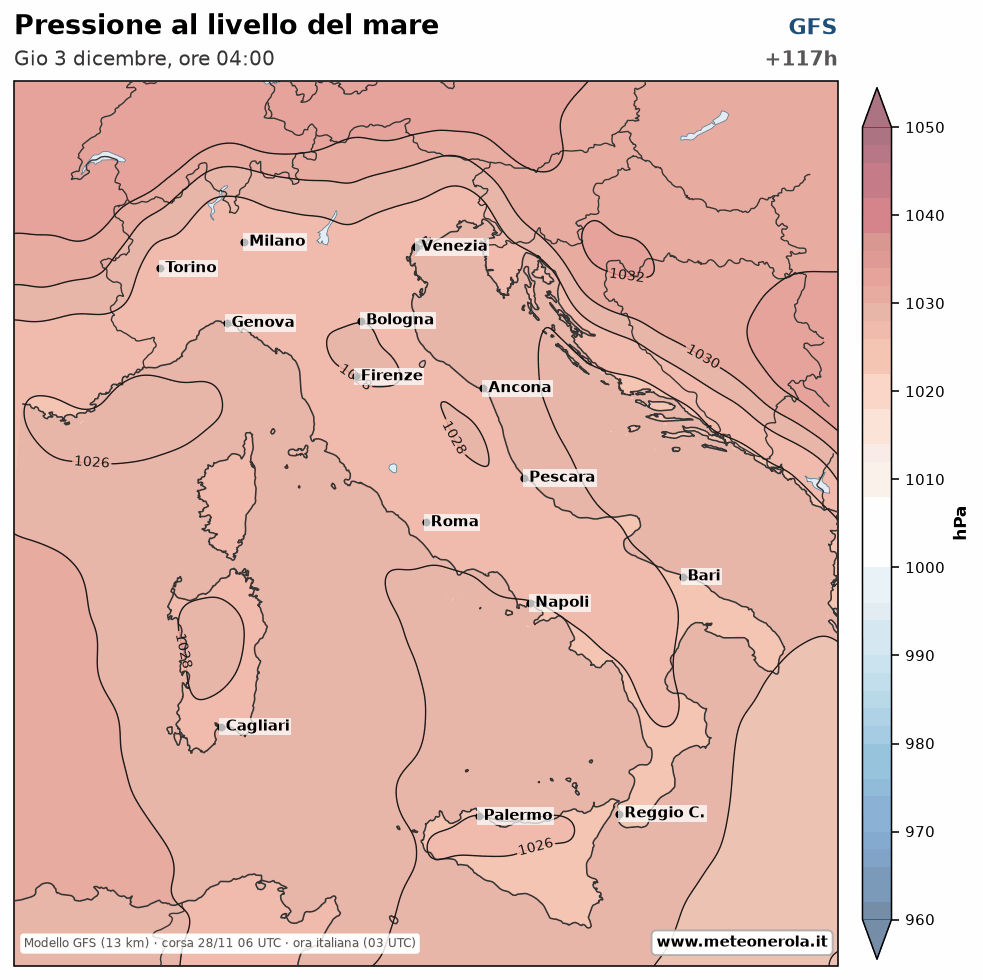 Pressione al livello del mare
GFS
Gio 3 dicembre, ore 04:00
+117h
1050
1040
1030
1020
1010
1000
990
980
970
960
hPa
Milano
Venezia
Torino
1032
Genova
Bologna
1030
Firenze
Ancona
1028
1026
Pescara
Roma
Bari
Napoli
1028
Cagliari
Palermo
Reggio C.
1026
Modello GFS (13 km) · corsa 28/11 06 UTC · ora italiana (03 UTC)
www.meteonerola.it